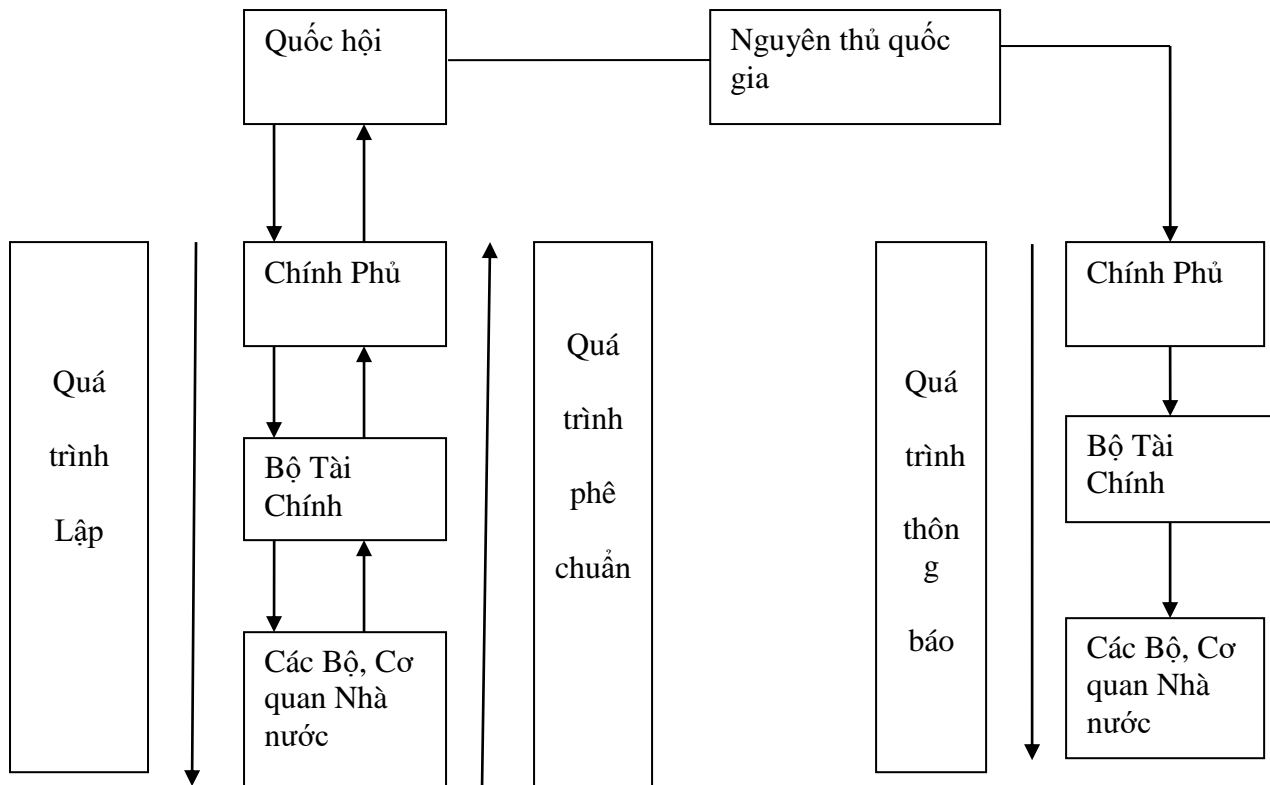 Quốc hội
Nguyên thủ quốc
gia
Quá
trình
Lập
Chính Phủ
Bộ Tài
Chính
Các Bộ, Cơ
quan Nhà
nước
Quá
trình
phê
chuẩn
Quá
trình
thôn
g
báo
Chính Phủ
Bộ Tài
Chính
Các Bộ, Cơ
quan Nhà
nước